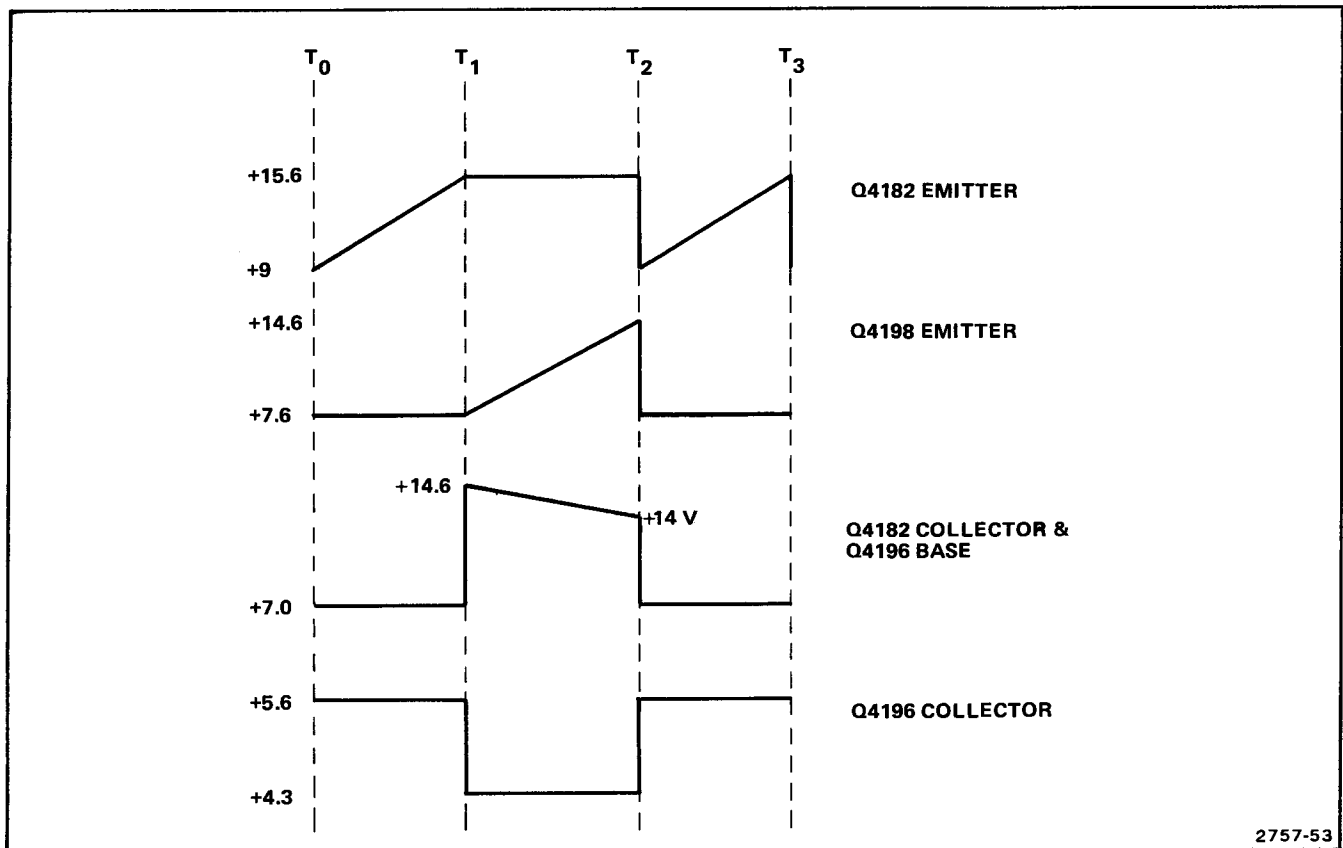 T0 T1 T2 T3
+15.6
Q4182 EMITTER
+9
+14.6
Q4198 EMITTER
+7.6
+14.6
+14 V
Q4182 COLLECTOR &
Q4196 BASE
+7.0
+5.6
Q4196 COLLECTOR
+4.3
2757-53